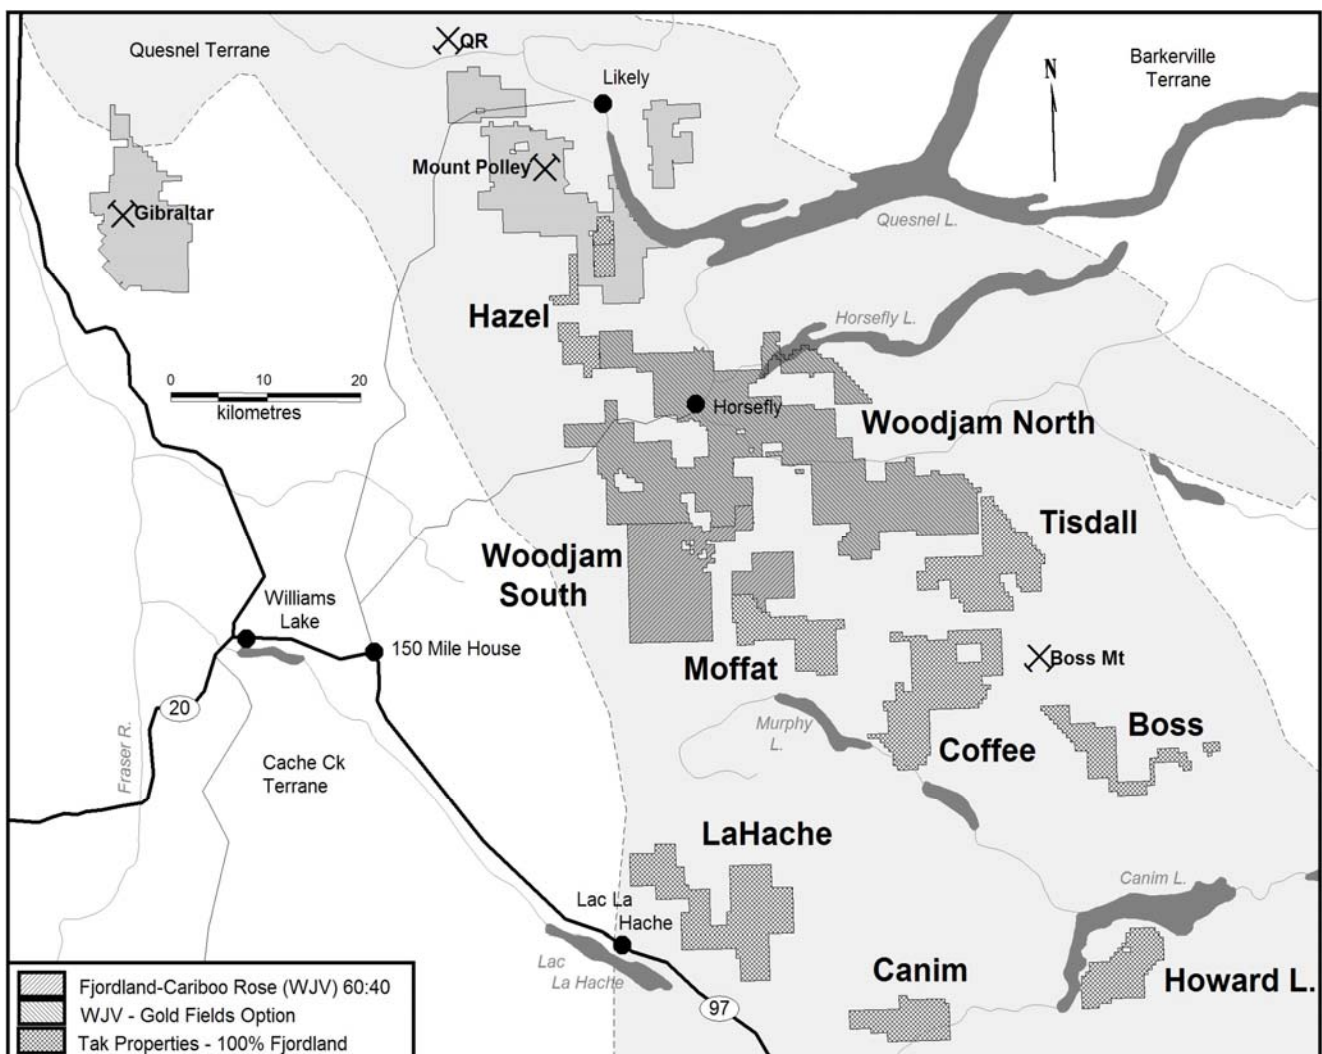 Quesnel Terrane
QR
Likely
N
Barkerville
Terrane
Mount Polley
Gibraltar
Quesnel L.
Hazel
Horsefly L.
0 10 20
kilometres
Horsefly
Woodjam North
Tisdall
Woodjam
South
Williams
Lake
150 Mile House
Moffat
Boss Mt
20
Fraser R.
Murphy
L.
Boss
Coffee
Cache Ck
Terrane
LaHache
Canim L.
Lac La
Hache
Lac
La Hache
Canim
Howard L.
97
Fjordland-Cariboo Rose (WJV) 60:40
WJV - Gold Fields Option
Tak Properties - 100% Fjordland